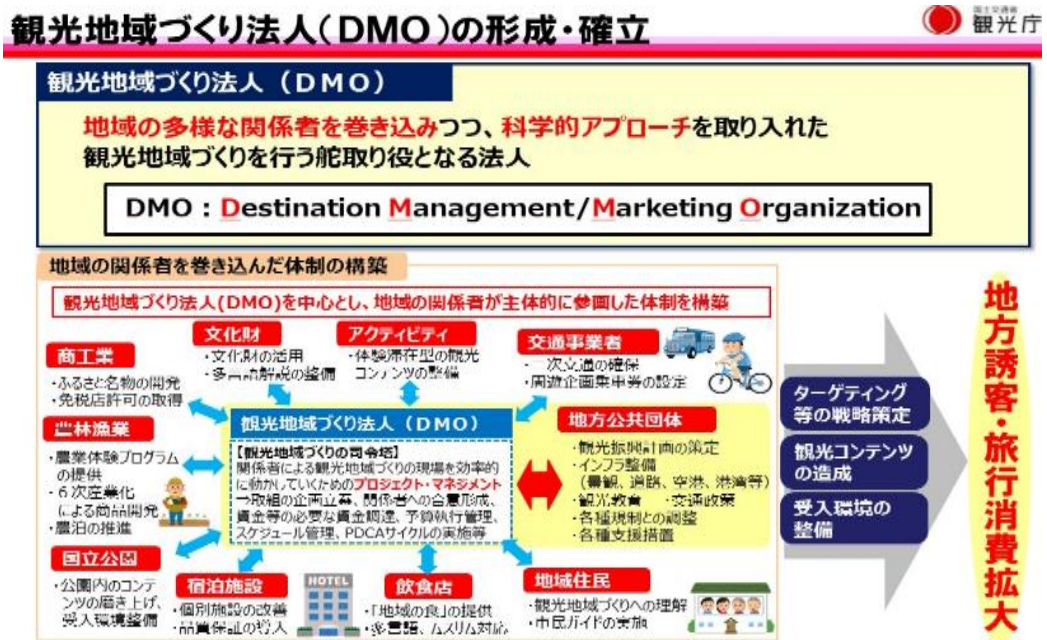 観光地域づくり法人(DMO)の形成・確立
国土交通省
観光庁
観光地域づくり法人（DMO）
地域の多様な関係者を巻き込みつつ、科学的アプローチを取り入れた
観光地域づくりを行う舵取り役となる法人
DMO : Destination Management/Marketing Organization
地域の関係者を巻き込んだ体制の構築
観光地域づくり法人(DMO)を中心とし、地域の関係者が主体的に参画した体制を構築
文化財
・文化財の活用
・多言語解説の整備
アクティビティ
・体験滞在型の観光
コンテンツの整備
交通事業者
・二次交通の確保
・周遊企画乗車券の設定
商工業
・ふるさと名物の開発
・免税店許可の取得
農林漁業
・農業体験プログラム
の提供
・６次産業化
による商品開発
・農泊の推進
国立公園
・公園内のコンテ
ンツの磨き上げ、
受入環境整備
観光地域づくり法人（DMO）
【観光地域づくりの司令塔】
関係者による観光地域づくりの現場を効率的
に動かしていくためのプロジェクト・マネジメント
→取組の企画立案、関係者への合意形成、
賃金等の必要な資金調達、予算執行管理、
スケジュール管理、PDCAサイクルの実施等
地方公共団体
・観光振興計画の策定
・インフラ整備
（景観、道路、空港、港湾等）
・観光教育 ・交通政策
・各種規制との調整
・各種支援措置
宿泊施設
・個別施設の改善
・品質保証の導入
HOTEL
飲食店
・「地域の食」の提供
・多言語、ムスリム対応
地域住民
・観光地域づくりへの理解
・市民ガイドの実施
ターゲティング
等の戦略策定
観光コンテンツ
の造成
受入環境の
整備
地方誘客・旅行消費拡大